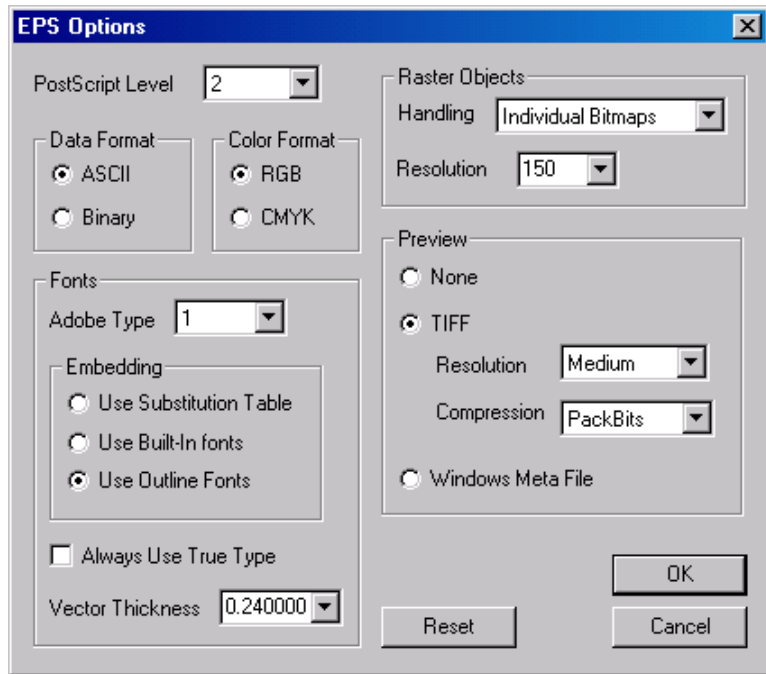 EPS Options
PostScript Level 2
Data Format
ASCII
Binary
Color Format
RGB
CMYK
Fonts
Adobe Type 1
Embedding
Use Substitution Table
Use Built-In fonts
Use Outline Fonts
Always Use True Type
Vector Thickness 0.240000
Raster Objects
Handling Individual Bitmaps
Resolution 150
Preview
None
TIFF
Resolution Medium
Compression PackBits
Windows Meta File
OK
Reset Cancel